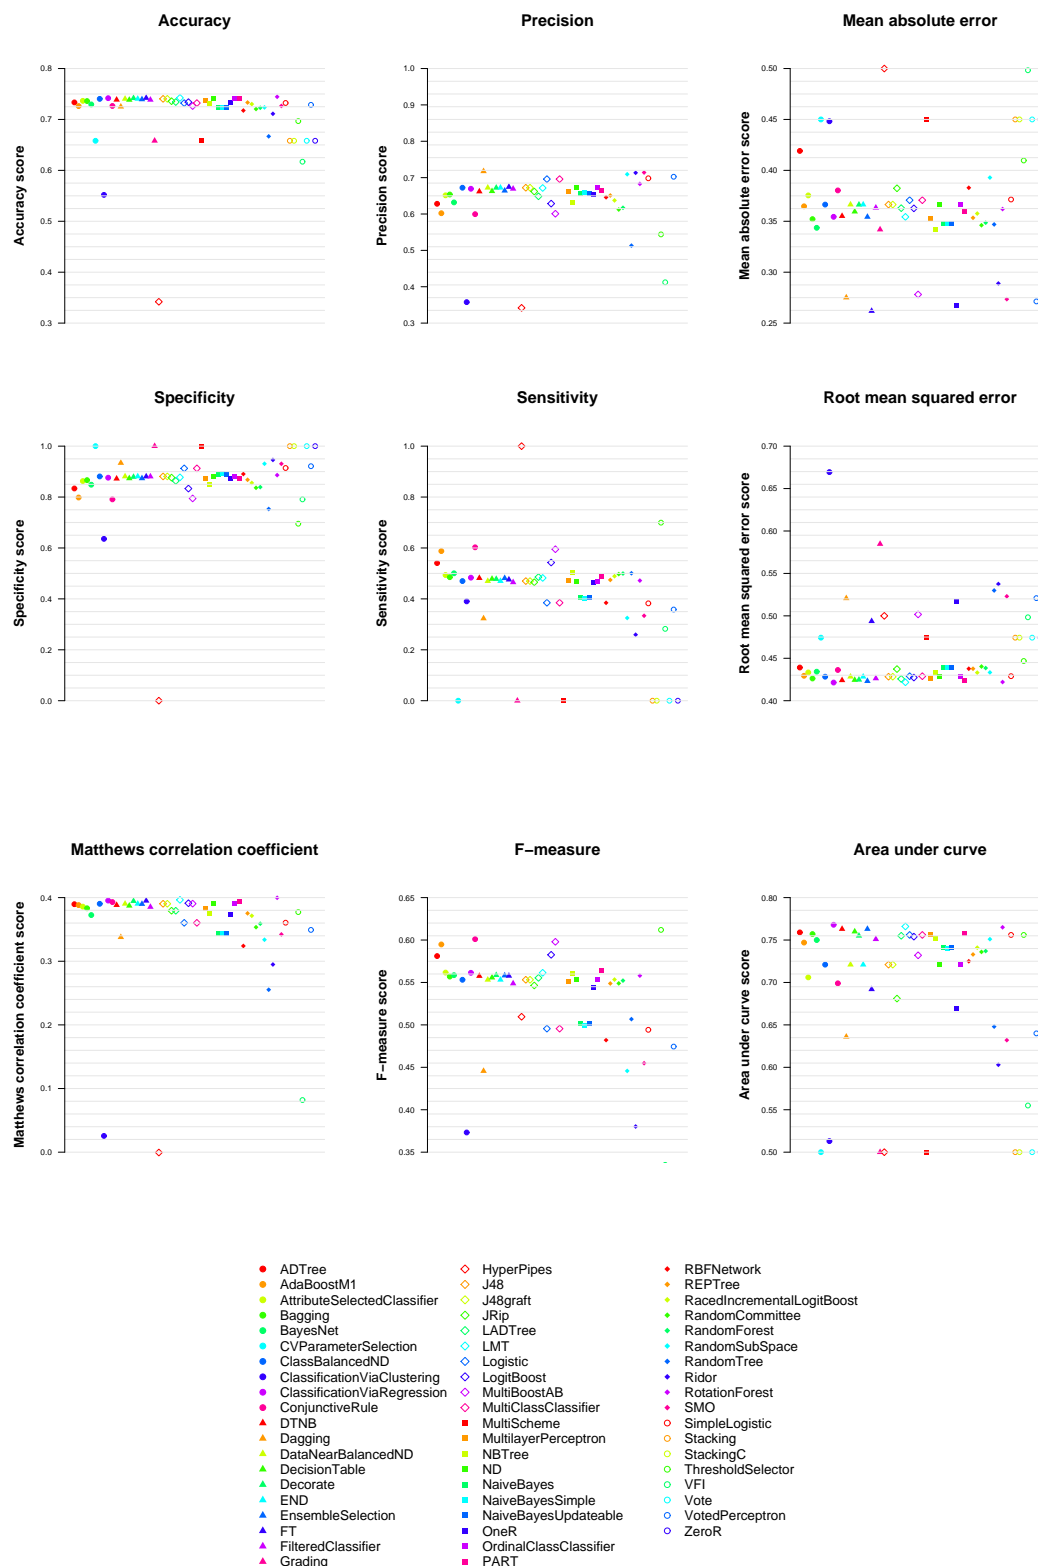 Accuracy
Precision
Mean absolute error
Accuracy score
0.8
0.7
0.6
0.5
0.4
0.3
Precision score
1.0
0.9
0.8
0.7
0.6
0.5
0.4
0.3
Mean absolute error score
0.50
0.45
0.40
0.35
0.30
0.25
Specificity
Sensitivity
Root mean squared error
Specificity score
1.0
0.8
0.6
0.4
0.2
0.0
Sensitivity score
1.0
0.8
0.6
0.4
0.2
0.0
Root mean squared error score
0.70
0.65
0.60
0.55
0.50
0.45
0.40
Matthews correlation coefficient
F−measure
Area under curve
Matthews correlation coefficient score
0.4
0.3
0.2
0.1
0.0
F−measure score
0.65
0.60
0.55
0.50
0.45
0.40
0.35
Area under curve score
0.80
0.75
0.70
0.65
0.60
0.55
0.50
ADTree
AdaBoostM1
AttributeSelectedClassifier
Bagging
BayesNet
CVParameterSelection
ClassBalancedND
ClassificationViaClustering
ClassificationViaRegression
ConjunctiveRule
DTNB
Dagging
DataNearBalancedND
DecisionTable
Decorate
END
EnsembleSelection
FT
FilteredClassifier
Grading
HyperPipes
J48
J48graft
JRip
LADTree
LMT
Logistic
LogitBoost
MultiBoostAB
MultiClassClassifier
MultiScheme
MultilayerPerceptron
NBTree
ND
NaiveBayes
NaiveBayesSimple
NaiveBayesUpdateable
OneR
OrdinalClassClassifier
PART
RBFNetwork
REPTree
RacedIncrementalLogitBoost
RandomCommittee
RandomForest
RandomSubSpace
RandomTree
Ridor
RotationForest
SMO
SimpleLogistic
Stacking
StackingC
ThresholdSelector
VFI
Vote
VotedPerceptron
ZeroR